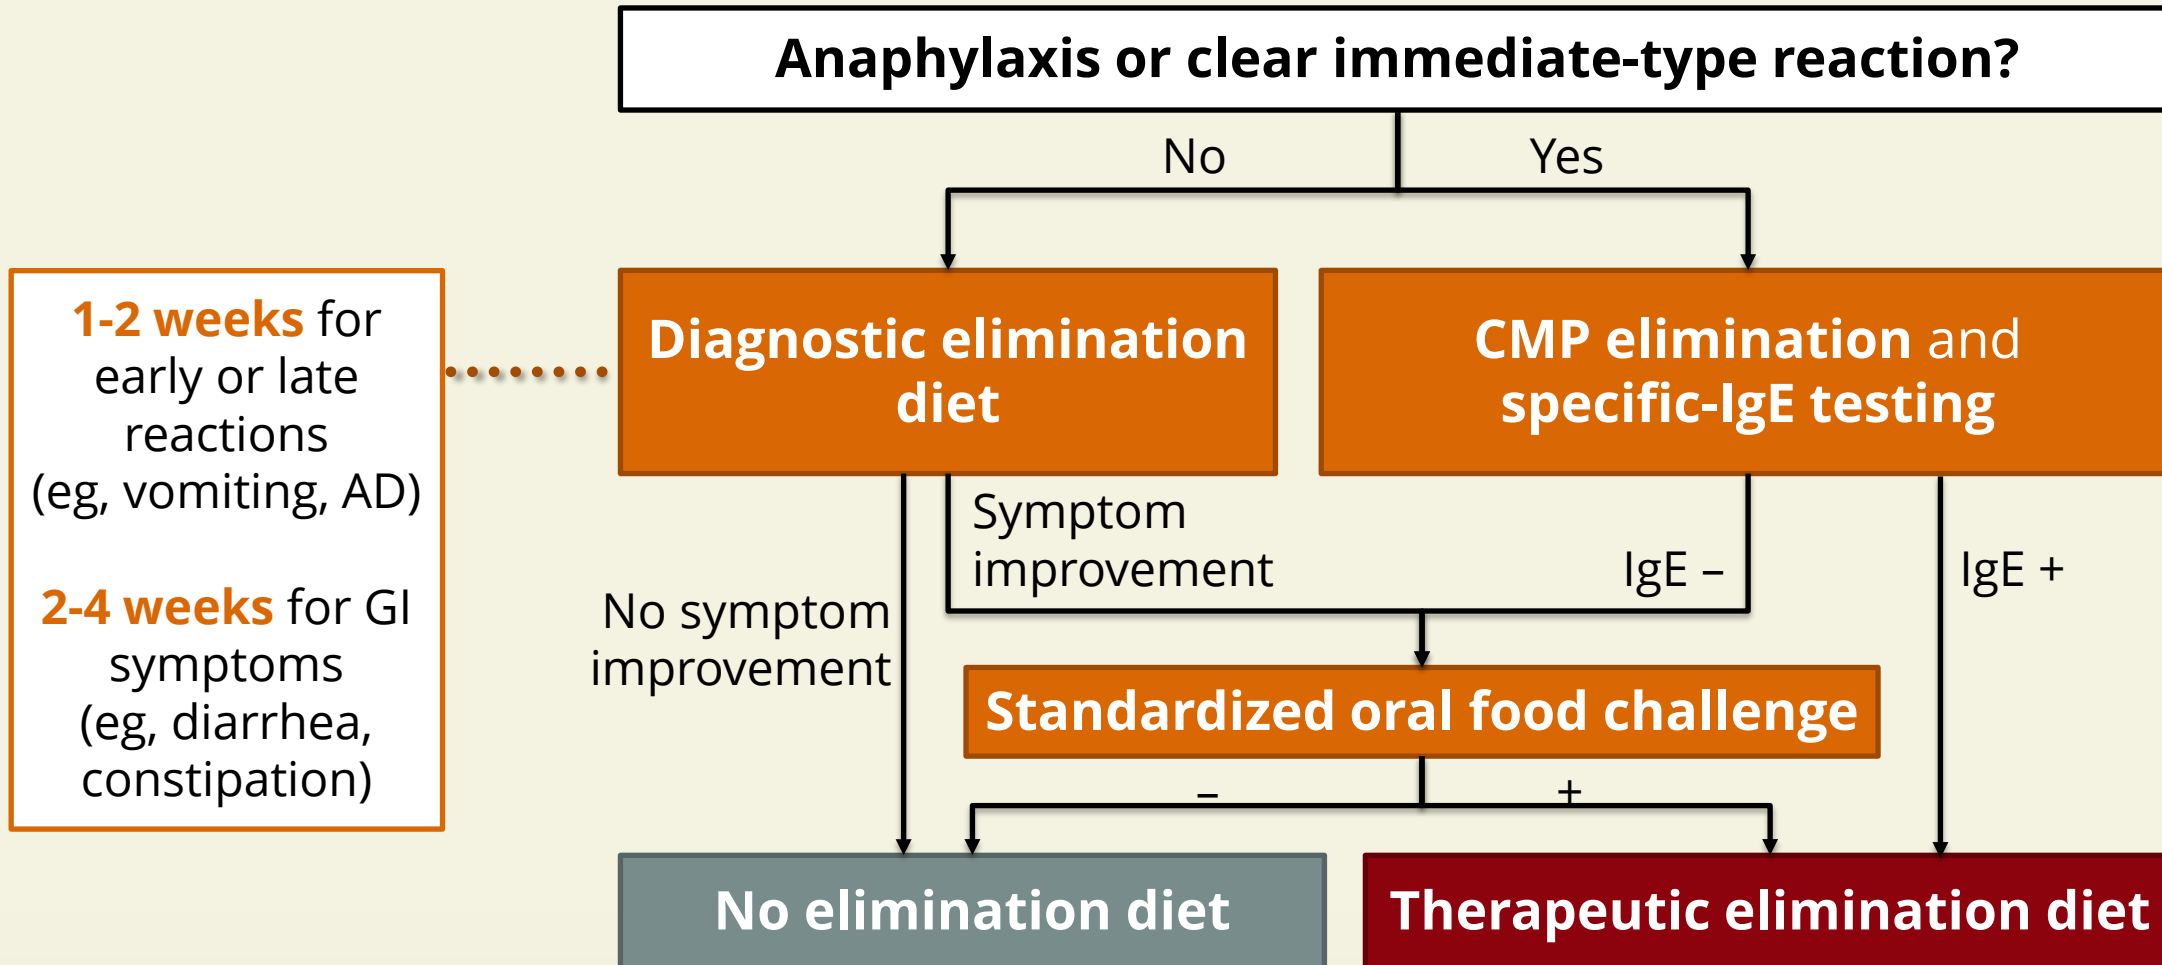 Anaphylaxis or clear immediate-type reaction?
No
Yes
1-2 weeks for
early or late
reactions
(eg, vomiting, AD)
2-4 weeks for GI
symptoms
(eg, diarrhea,
constipation)
Diagnostic elimination
diet
CMP elimination and
specific-IgE testing
Symptom
improvement
IgE –
IgE +
No symptom
improvement
Standardized oral food challenge
–
+
No elimination diet
Therapeutic elimination diet